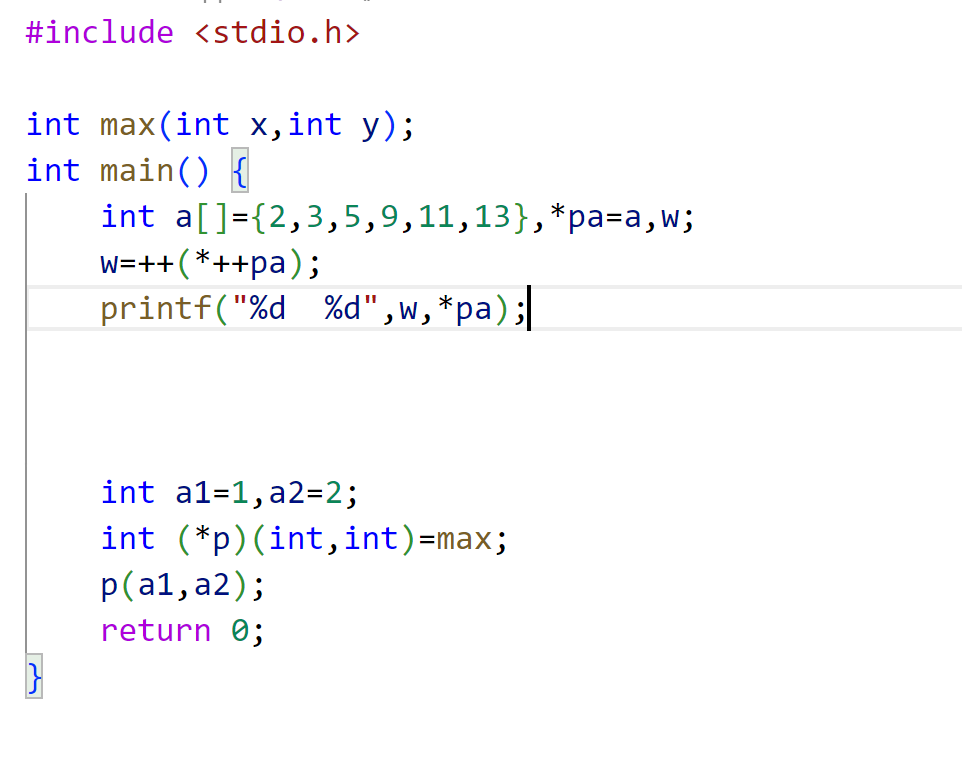 #include <stdio.h>
int max(int x,int y);
int main() {
int a[]={2,3,5,9,11,13},*pa=a,w;
w=++(*++pa);
printf("%d  %d",w,*pa);
int a1=1,a2=2;
int (*p)(int,int)=max;
p(a1,a2);
return 0;
}